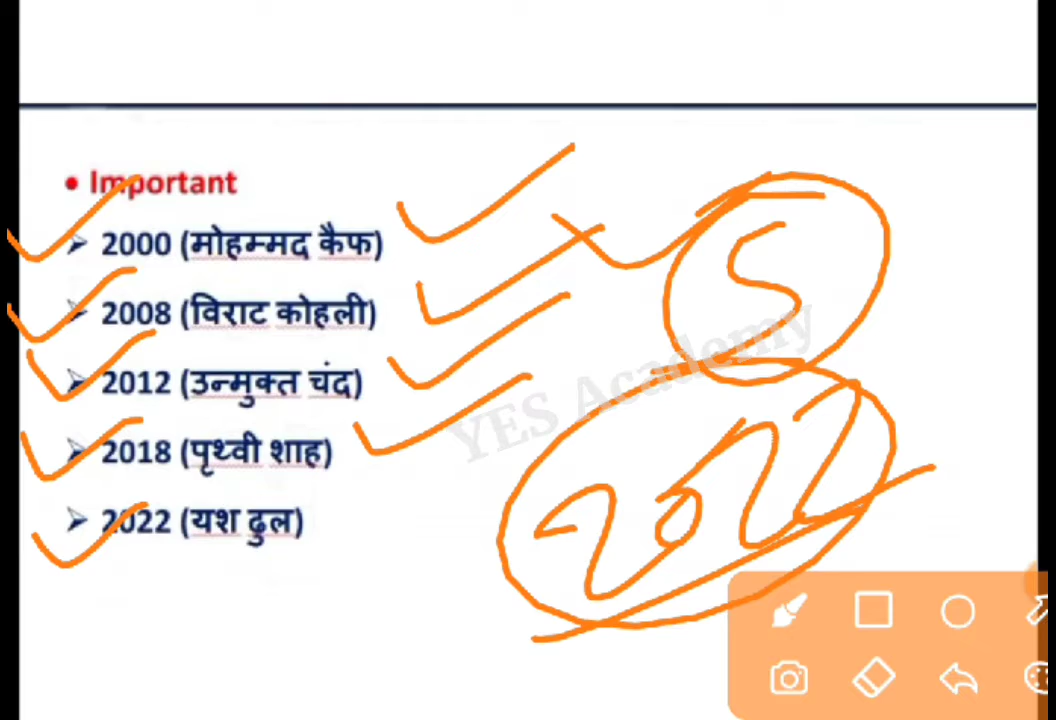 • Important
➢ 2000 (मोहम्मद कैफ)
➢ 2008 (विराट कोहली)
➢ 2012 (उन्मुक्त चंद)
➢ 2018 (पृथ्वी शाह)
➢ 2022 (यश ढुल)
5
2022
YES Academy